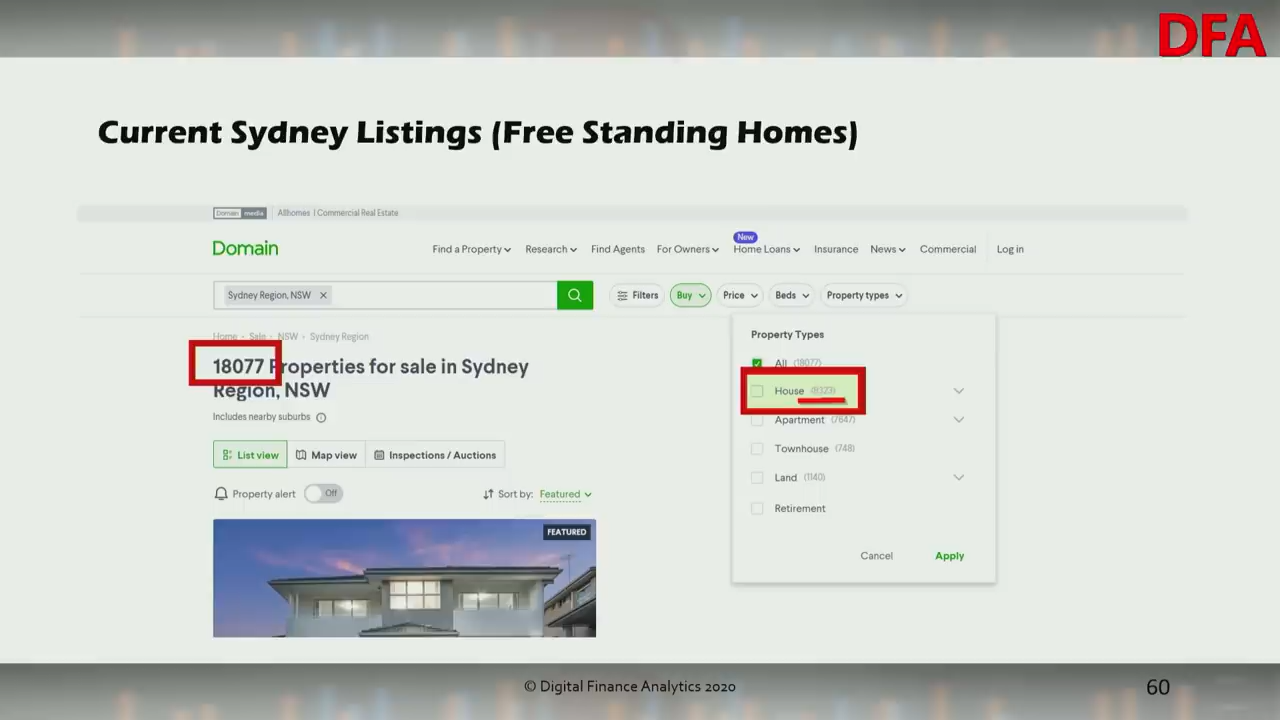 DFA
Current Sydney Listings (Free Standing Homes)
Domain media Allhomes | Commercial Real Estate
Domain
Find a Property Research Find Agents For Owners New Home Loans Insurance News Commercial Log in
Sydney Region, NSW ✕
Filters Buy Price Beds Property types
Home - Sale - NSW - Sydney Region
18077 Properties for sale in Sydney
Region, NSW
Includes nearby suburbs
List view Map view Inspections / Auctions
Property alert Off Sort by: Featured
FEATURED
Property Types
All (18077)
House (8323)
Apartment (7647)
Townhouse (748)
Land (1140)
Retirement
Cancel Apply
© Digital Finance Analytics 2020
60